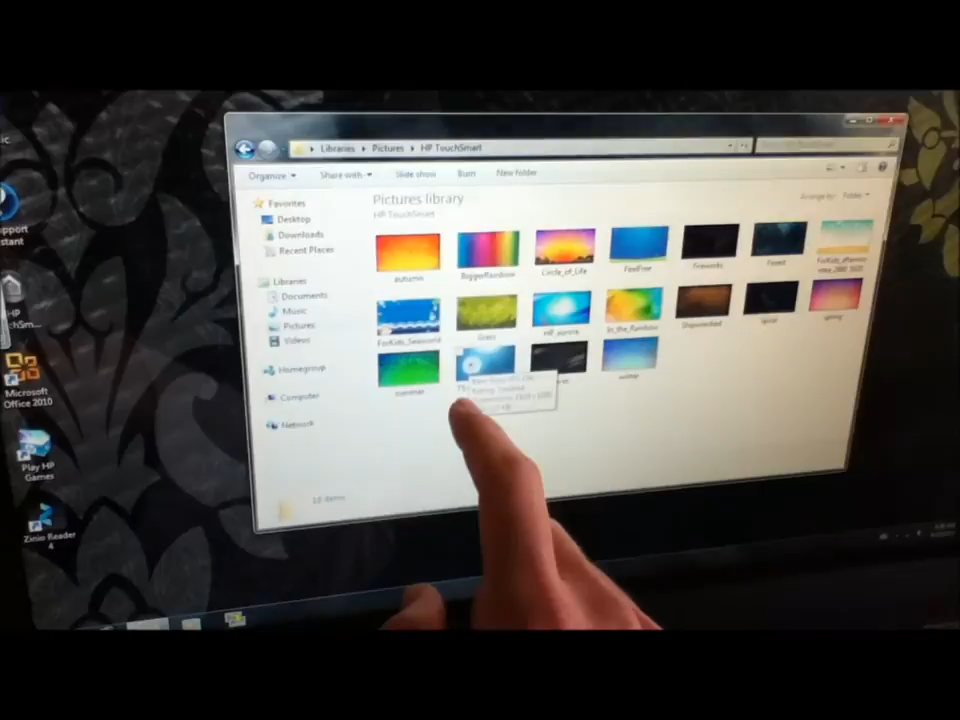 Libraries Pictures HP TouchSmart
Organize Share with Slide show Burn New folder
Favorites
Desktop
Downloads
Recent Places
Libraries
Documents
Music
Pictures
Videos
Homegroup
Computer
Network
Pictures library
HP TouchSmart
Arrange by: Folder
autumn BiggerRainbow Circle_of_Life FeelFree Fireworks Forest
ForKids_Seaworld Grass HP_aurora In_the_Rainbow Shipwrecked spiral spring
summer winter
Microsoft
Office 2010
Play HP
Games
Zinio Reader
4